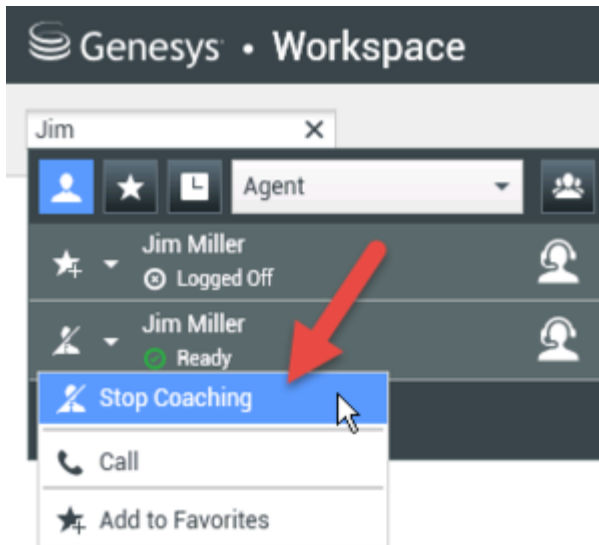 Genesys • Workspace
Jim
Agent
Jim Miller
Logged Off
Jim Miller
Ready
Stop Coaching
Call
Add to Favorites